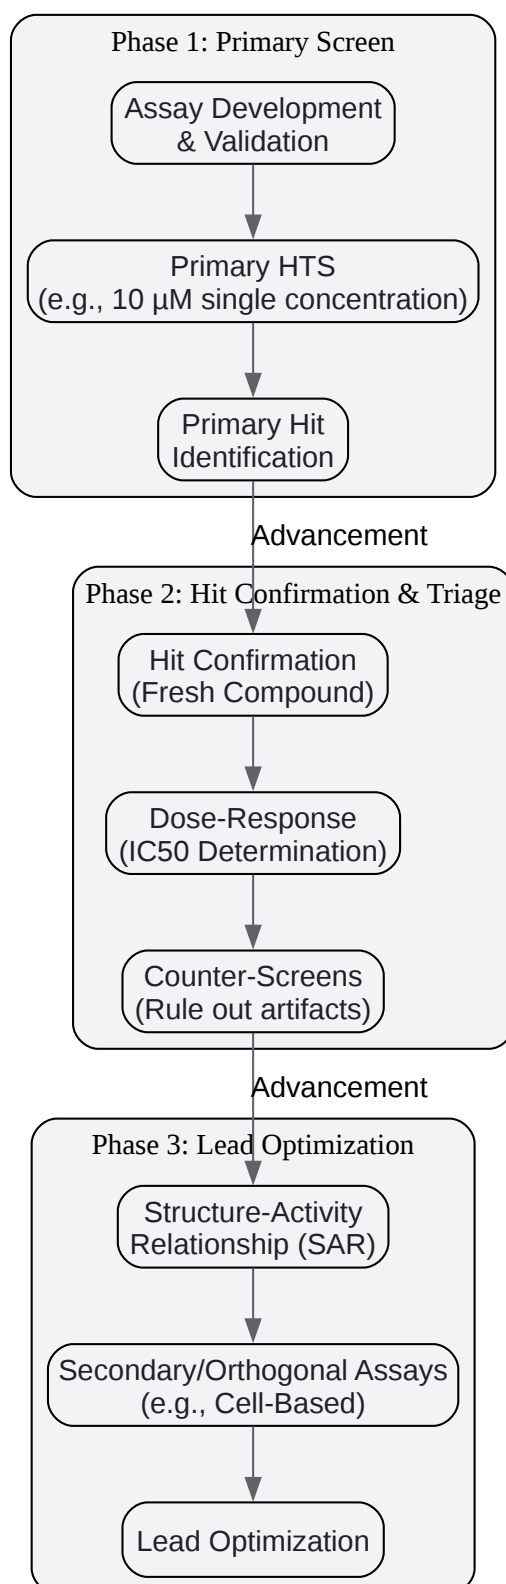 Phase 1: Primary Screen
Assay Development
& Validation
Primary HTS
(e.g., 10 µM single concentration)
Primary Hit
Identification
Advancement
Phase 2: Hit Confirmation & Triage
Hit Confirmation
(Fresh Compound)
Dose-Response
(IC50 Determination)
Counter-Screens
(Rule out artifacts)
Advancement
Phase 3: Lead Optimization
Structure-Activity
Relationship (SAR)
Secondary/Orthogonal Assays
(e.g., Cell-Based)
Lead Optimization